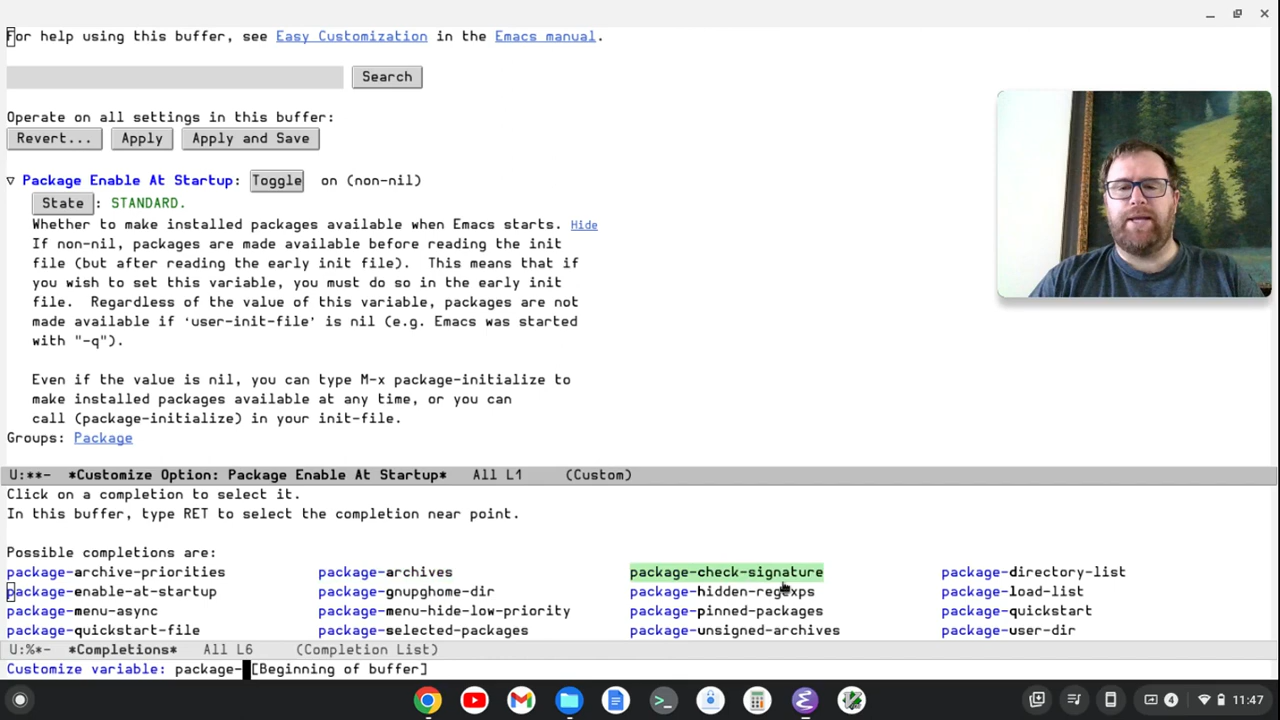 For help using this buffer, see Easy Customization in the Emacs manual.
Search
Operate on all settings in this buffer:
Revert... Apply Apply and Save
Package Enable At Startup: Toggle on (non-nil)
State : STANDARD.
Whether to make installed packages available when Emacs starts. Hide
If non-nil, packages are made available before reading the init
file (but after reading the early init file). This means that if
you wish to set this variable, you must do so in the early init
file. Regardless of the value of this variable, packages are not
made available if ‘user-init-file’ is nil (e.g. Emacs was started
with "-q").
Even if the value is nil, you can type M-x package-initialize to
make installed packages available at any time, or you can
call (package-initialize) in your init-file.
Groups: Package
U:**- *Customize Option: Package Enable At Startup* All L1 (Custom)
Click on a completion to select it.
In this buffer, type RET to select the completion near point.
Possible completions are:
package-archive-priorities package-archives package-check-signature package-directory-list
package-enable-at-startup package-gnupghome-dir package-hidden-regexps package-load-list
package-menu-async package-menu-hide-low-priority package-pinned-packages package-quickstart
package-quickstart-file package-selected-packages package-unsigned-archives package-user-dir
U:%*- *Completions* All L6 (Completion List)
Customize variable: package- [Beginning of buffer]
4 11:47